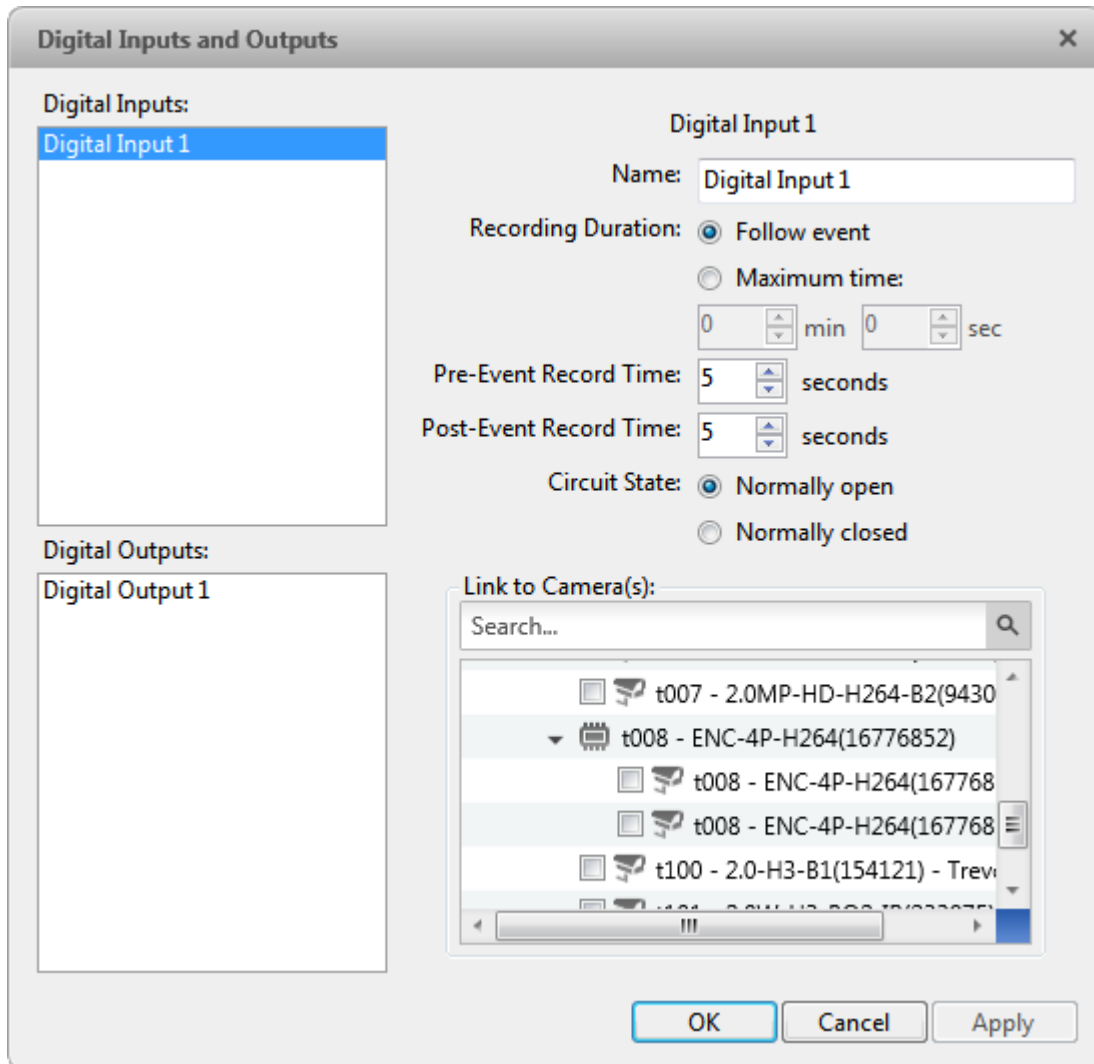 Digital Inputs and Outputs
Digital Inputs:
Digital Input 1
Digital Input 1
Name: Digital Input 1
Recording Duration: Follow event
Maximum time:
0 min 0 sec
Pre-Event Record Time: 5 seconds
Post-Event Record Time: 5 seconds
Circuit State: Normally open
Normally closed
Digital Outputs:
Digital Output 1
Link to Camera(s):
Search...
t007 - 2.0MP-HD-H264-B2(9430
t008 - ENC-4P-H264(16776852)
t008 - ENC-4P-H264(167768
t008 - ENC-4P-H264(167768
t100 - 2.0-H3-B1(154121) - Trev
OK Cancel Apply